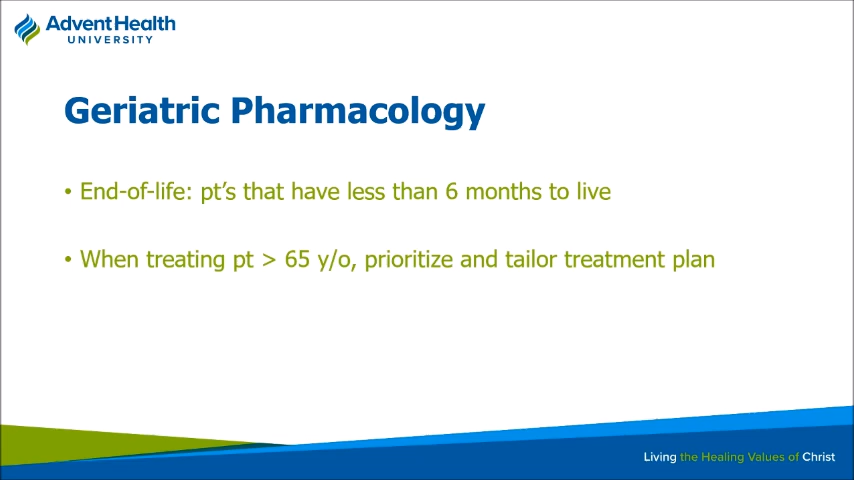 AdventHealth
UNIVERSITY
Geriatric Pharmacology
• End-of-life: pt’s that have less than 6 months to live
• When treating pt > 65 y/o, prioritize and tailor treatment plan
Living the Healing Values of Christ